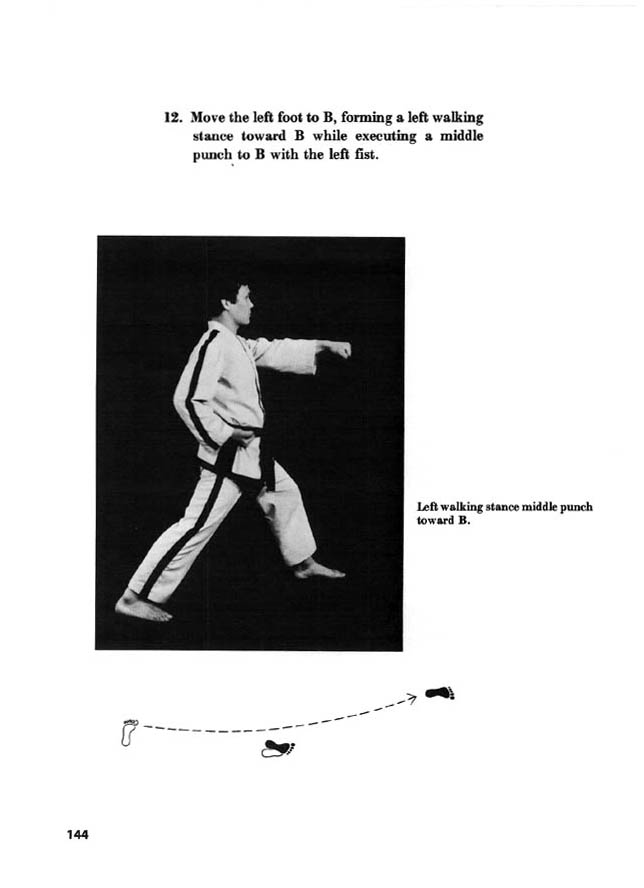 12. Move the left foot to B, forming a left walking
stance toward B while executing a middle
punch to B with the left fist.
Left walking stance middle punch
toward B.
144